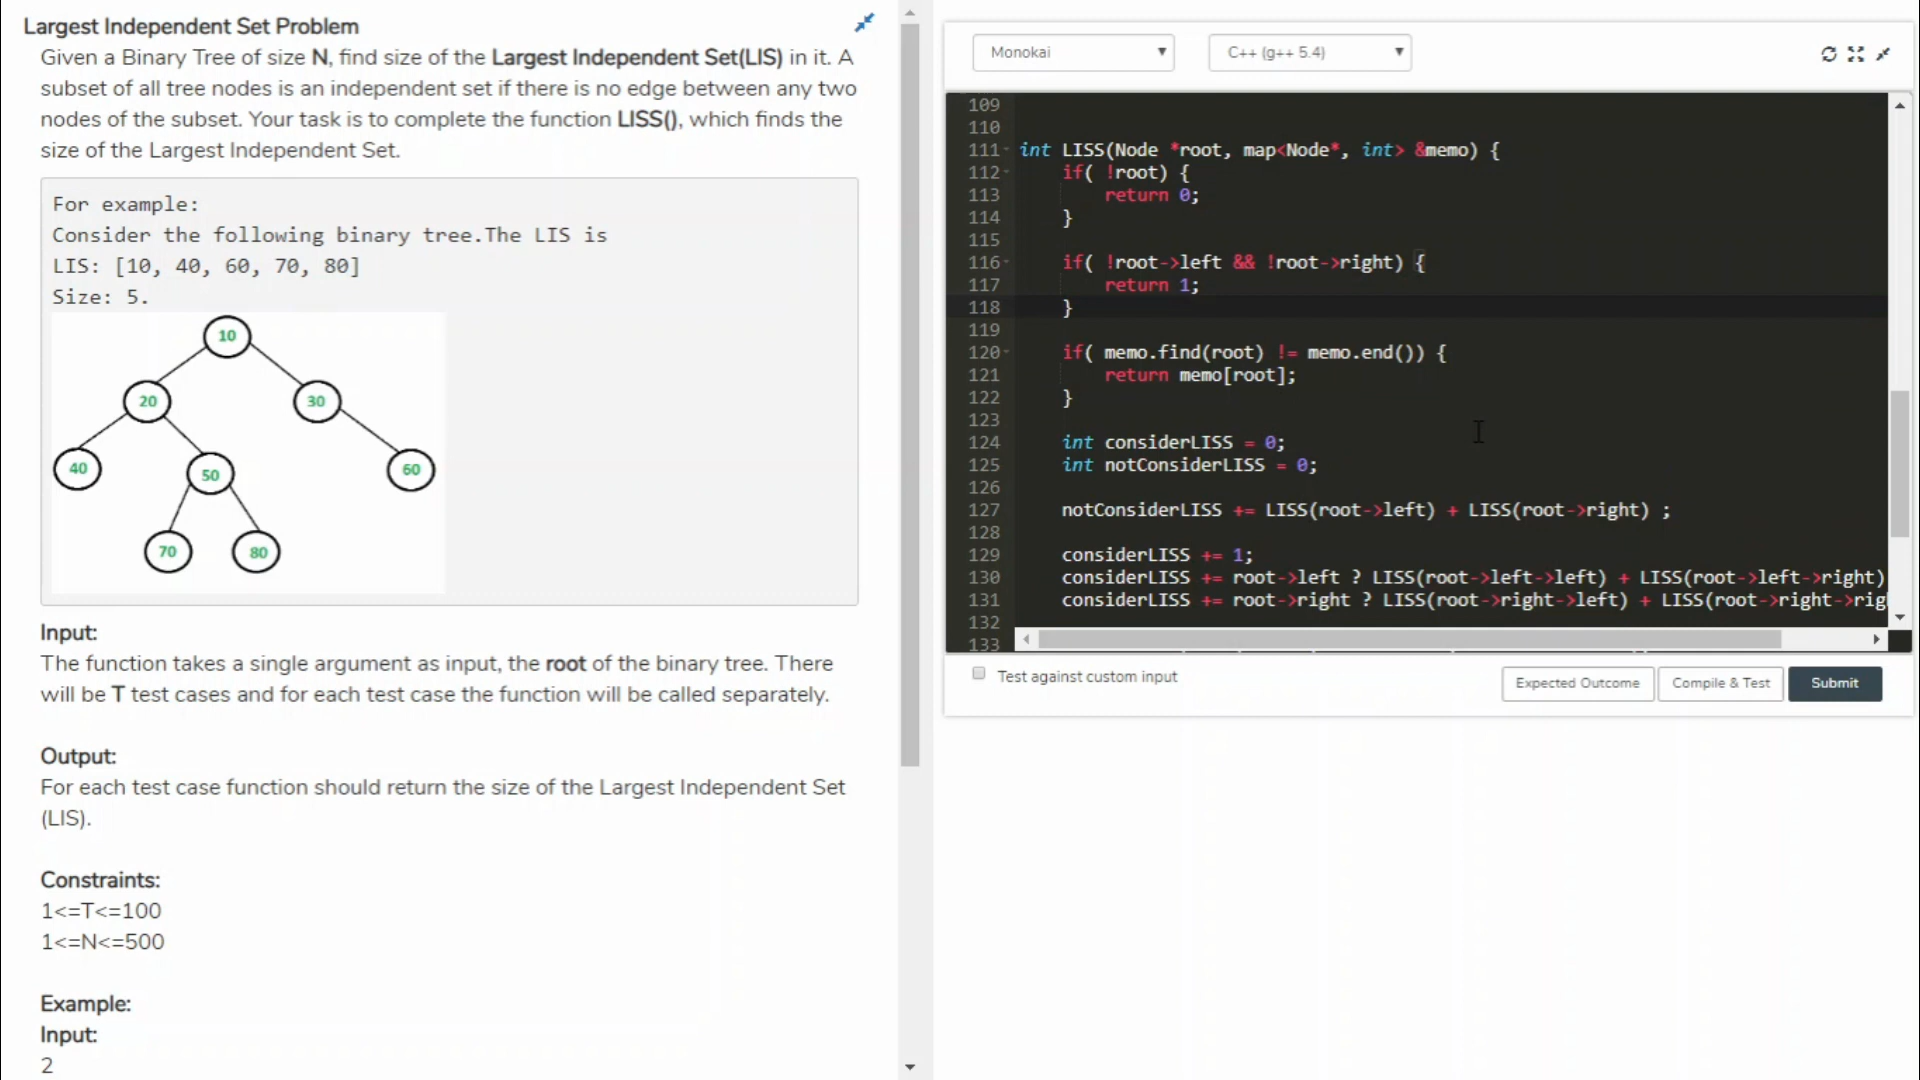 Largest Independent Set Problem
Given a Binary Tree of size N, find size of the Largest Independent Set(LIS) in it. A
subset of all tree nodes is an independent set if there is no edge between any two
nodes of the subset. Your task is to complete the function LISS(), which finds the
size of the Largest Independent Set.
For example:
Consider the following binary tree.The LIS is
LIS: [10, 40, 60, 70, 80]
Size: 5.
10
20
30
40
50
60
70
80
Input:
The function takes a single argument as input, the root of the binary tree. There
will be T test cases and for each test case the function will be called separately.
Output:
For each test case function should return the size of the Largest Independent Set
(LIS).
Constraints:
1<=T<=100
1<=N<=500
Example:
Input:
2
Monokai
C++ (g++ 5.4)
109
110
111 int LISS(Node *root, map<Node*, int> &memo) {
112 if( !root) {
113 return 0;
114 }
115
116 if( !root->left && !root->right) {
117 return 1;
118 }
119
120 if( memo.find(root) != memo.end()) {
121 return memo[root];
122 }
123
124 int considerLISS = 0;
125 int notConsiderLISS = 0;
126
127 notConsiderLISS += LISS(root->left) + LISS(root->right) ;
128
129 considerLISS += 1;
130 considerLISS += root->left ? LISS(root->left->left) + LISS(root->left->right)
131 considerLISS += root->right ? LISS(root->right->left) + LISS(root->right->rig
132
133
Test against custom input
Expected Outcome
Compile & Test
Submit